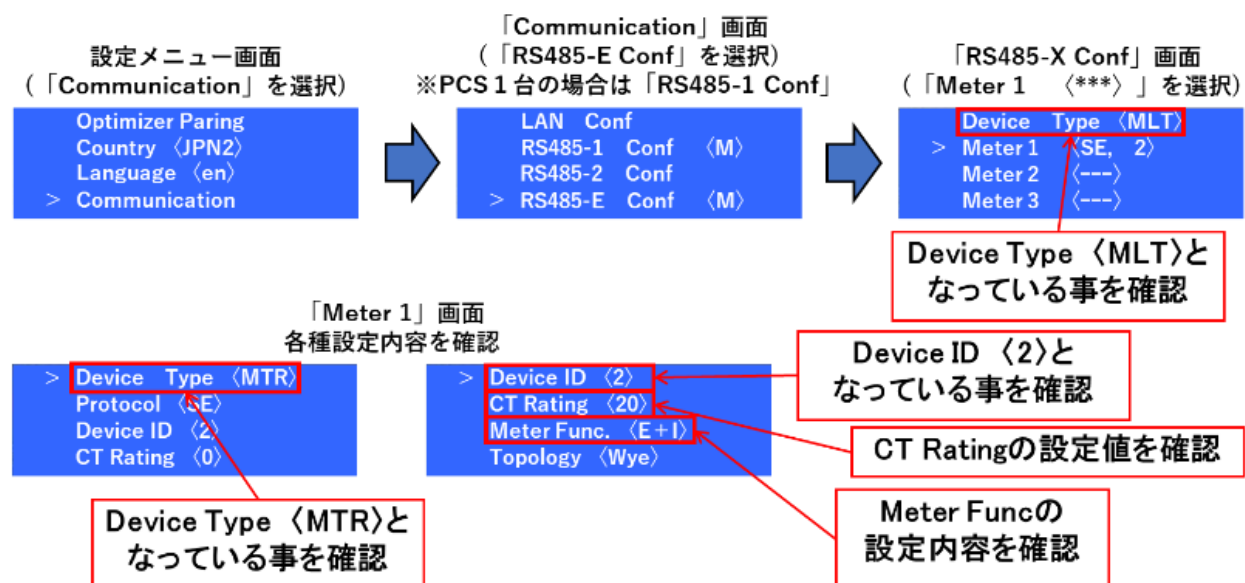 設定メニュー画面
(「Communication」を選択)
Optimizer Paring
Country 〈JPN2〉
Language 〈en〉
> Communication
「Communication」画面
(「RS485-E Conf」を選択)
※PCS１台の場合は「RS485-1 Conf」
LAN Conf
RS485-1 Conf 〈M〉
RS485-2 Conf
> RS485-E Conf 〈M〉
「RS485-X Conf」画面
(「Meter 1 〈***〉」を選択)
Device Type 〈MLT〉
> Meter 1 〈SE, 2〉
Meter 2 〈---〉
Meter 3 〈---〉
Device Type 〈MLT〉と
なっている事を確認
「Meter 1」画面
各種設定内容を確認
> Device Type 〈MTR〉
Protocol 〈SE〉
Device ID 〈2〉
CT Rating 〈0〉
Device Type 〈MTR〉と
なっている事を確認
> Device ID 〈2〉
CT Rating 〈20〉
Meter Func. 〈E+I〉
Topology 〈Wye〉
Device ID 〈2〉と
なっている事を確認
CT Ratingの設定値を確認
Meter Funcの
設定内容を確認